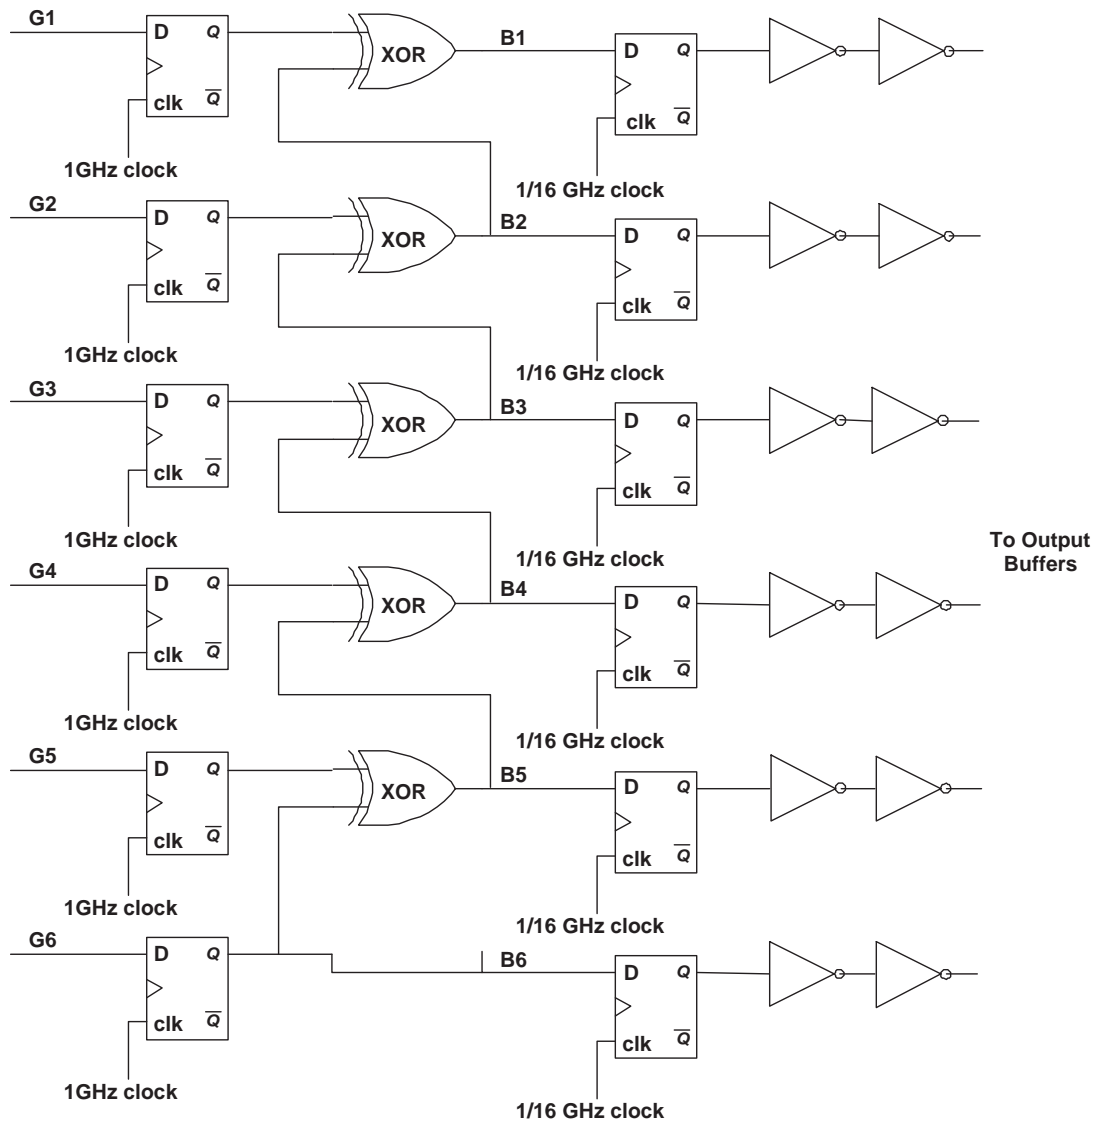 G1
D Q
XOR
B1
D Q
clk Q
clk Q
1GHz clock
1/16 GHz clock
G2
D Q
XOR
B2
D Q
clk Q
clk Q
1GHz clock
1/16 GHz clock
G3
D Q
XOR
B3
D Q
clk Q
clk Q
1GHz clock
1/16 GHz clock
To Output
Buffers
G4
D Q
XOR
B4
D Q
clk Q
clk Q
1GHz clock
1/16 GHz clock
G5
D Q
XOR
B5
D Q
clk Q
clk Q
1GHz clock
1/16 GHz clock
G6
D Q
B6
D Q
clk Q
clk Q
1GHz clock
1/16 GHz clock